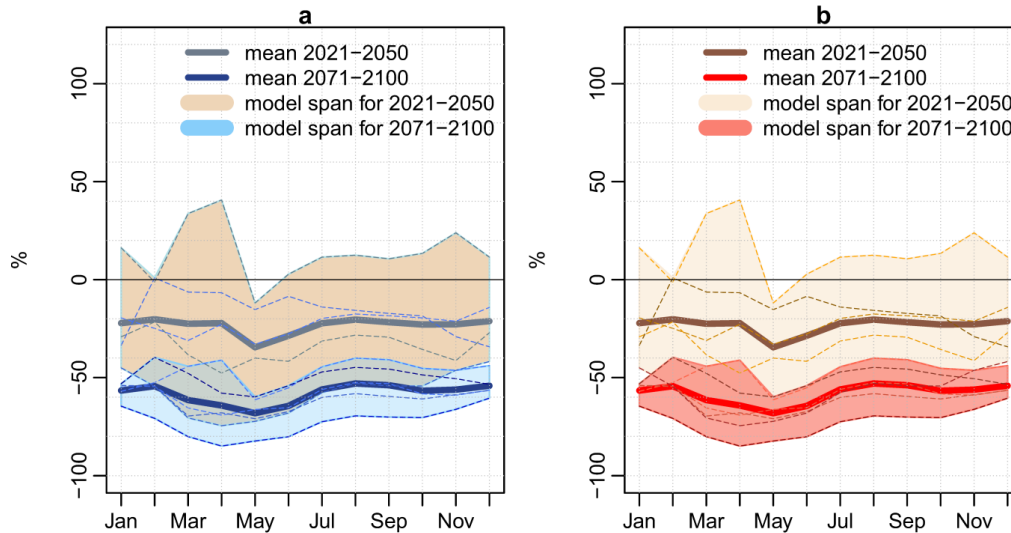 a
mean 2021−2050
mean 2071−2100
model span for 2021−2050
model span for 2071−2100
%
100
50
0
−50
−100
Jan Mar May Jul Sep Nov
b
mean 2021−2050
mean 2071−2100
model span for 2021−2050
model span for 2071−2100
%
100
50
0
−50
−100
Jan Mar May Jul Sep Nov